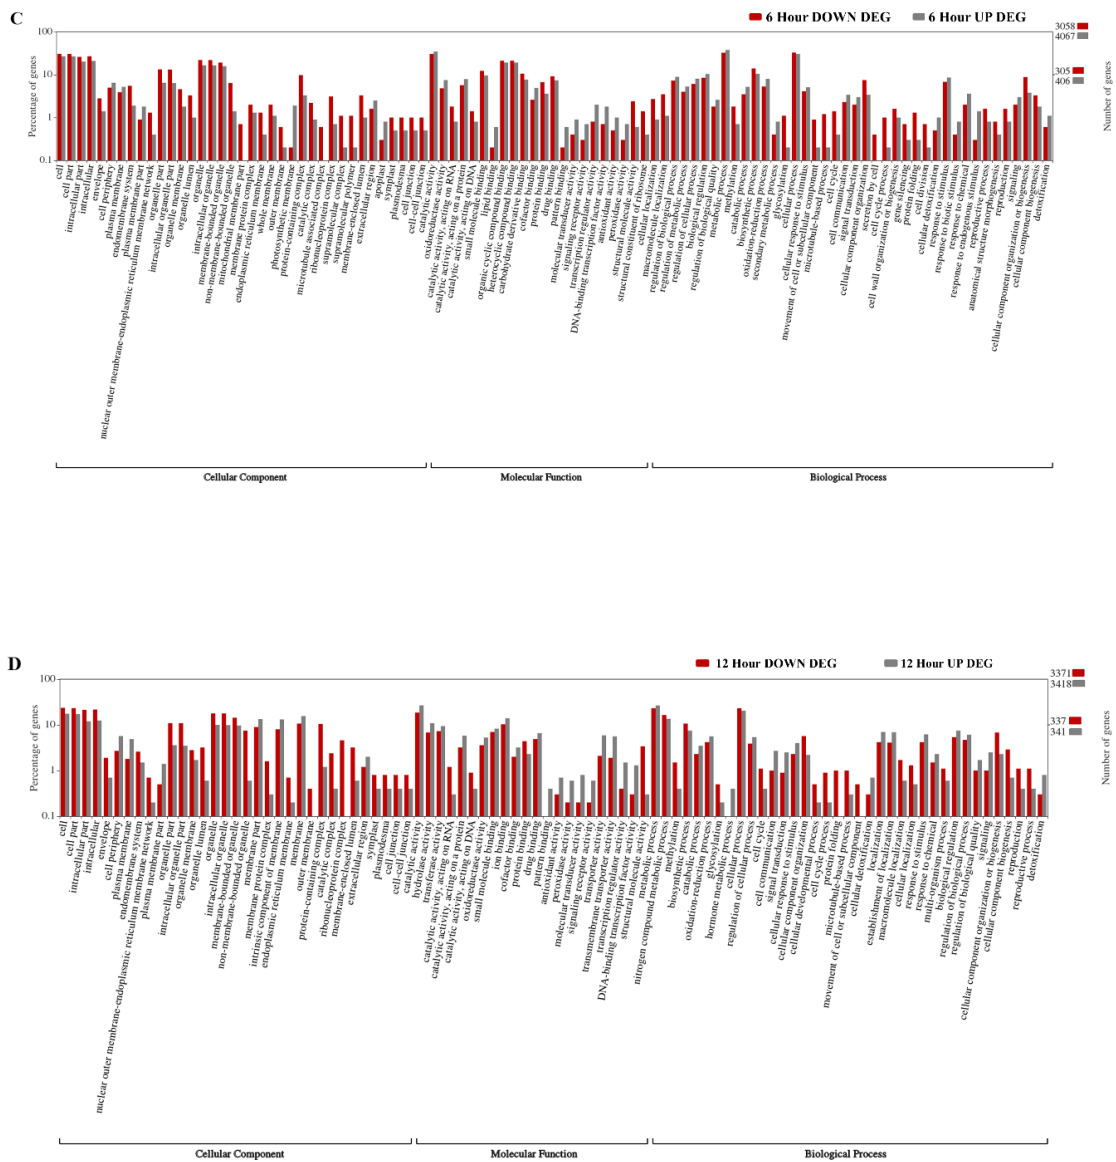 C
6 Hour DOWN DEG 6 Hour UP DEG
3058
4067
305
406
100
10
1
0.1
Percentage of genes
Number of genes
cell
cell part
intracellular part
intracellular
envelope
cell periphery
plasma membrane
endomembrane system
plasma membrane part
nuclear outer membrane-endoplasmic reticulum membrane network
organelle part
intracellular organelle part
organelle membrane
organelle lumen
organelle
intracellular organelle
membrane-bounded organelle
non-membrane-bounded organelle
mitochondrial membrane part
membrane protein complex
endoplasmic reticulum membrane
whole membrane
outer membrane
photosynthetic membrane
protein-containing complex
catalytic complex
microtubule associated complex
ribonucleoprotein complex
supramolecular complex
supramolecular polymer
membrane-enclosed lumen
extracellular region
apoplast
symplast
plasmodesma
cell junction
cell-cell junction
catalytic activity
oxidoreductase activity
catalytic activity, acting on RNA
catalytic activity, acting on a protein
catalytic activity, acting on DNA
small molecule binding
lipid binding
organic cyclic compound binding
heterocyclic compound binding
carbohydrate derivative binding
cofactor binding
protein binding
drug binding
pattern binding
molecular transducer activity
signaling receptor activity
transcription regulator activity
DNA-binding transcription factor activity
antioxidant activity
peroxidase activity
structural molecule activity
structural constituent of ribosome
cellular localization
macromolecule localization
regulation of biological process
regulation of metabolic process
regulation of cellular process
biological regulation
regulation of biological quality
metabolic process
methylation
catabolic process
biosynthetic process
oxidation-reduction process
secondary metabolic process
glycosylation
cellular process
cellular response to stimulus
movement of cell or subcellular component
microtubule-based process
cell cycle
cell communication
signal transduction
cellular component organization
secretion by cell
cell cycle process
cell wall organization or biogenesis
gene silencing
protein folding
cell division
cellular detoxification
response to stimulus
response to biotic stimulus
response to chemical
response to endogenous stimulus
reproductive process
anatomical structure morphogenesis
reproduction
signaling
cellular component organization or biogenesis
cellular component biogenesis
detoxification
Cellular Component Molecular Function Biological Process
D
12 Hour DOWN DEG 12 Hour UP DEG
3371
3418
337
341
100
10
1
0.1
Percentage of genes
Number of genes
cell
cell part
intracellular part
intracellular
envelope
cell periphery
plasma membrane
endomembrane system
nuclear outer membrane-endoplasmic reticulum membrane network
plasma membrane part
organelle part
intracellular organelle part
organelle membrane
organelle lumen
organelle
intracellular organelle
membrane-bounded organelle
non-membrane-bounded organelle
membrane part
membrane protein complex
intrinsic component of membrane
endoplasmic reticulum membrane
membrane
outer membrane
protein-containing complex
catalytic complex
ribonucleoprotein complex
membrane-enclosed lumen
extracellular region
symplast
plasmodesma
cell junction
cell-cell junction
catalytic activity
hydrolase activity
transferase activity
catalytic activity, acting on RNA
catalytic activity, acting on a protein
catalytic activity, acting on DNA
oxidoreductase activity
small molecule binding
ion binding
cofactor binding
protein binding
drug binding
pattern binding
antioxidant activity
peroxidase activity
molecular transducer activity
signaling receptor activity
transporter activity
transmembrane transporter activity
transcription regulator activity
DNA-binding transcription factor activity
structural molecule activity
metabolic process
nitrogen compound metabolic process
methylation
biosynthetic process
catabolic process
oxidation-reduction process
glycosylation
hormone metabolic process
cellular process
regulation of cellular process
cell cycle
cell communication
signal transduction
cellular response to stimulus
cellular component organization
cellular developmental process
cell cycle process
protein folding
microtubule-based process
movement of cell or subcellular component
cellular detoxification
localization
establishment of localization
macromolecule localization
cellular localization
response to stimulus
response to chemical
multi-organism process
biological regulation
regulation of biological process
regulation of biological quality
signaling
cellular component organization or biogenesis
cellular component biogenesis
reproduction
reproductive process
detoxification
Cellular Component Molecular Function Biological Process